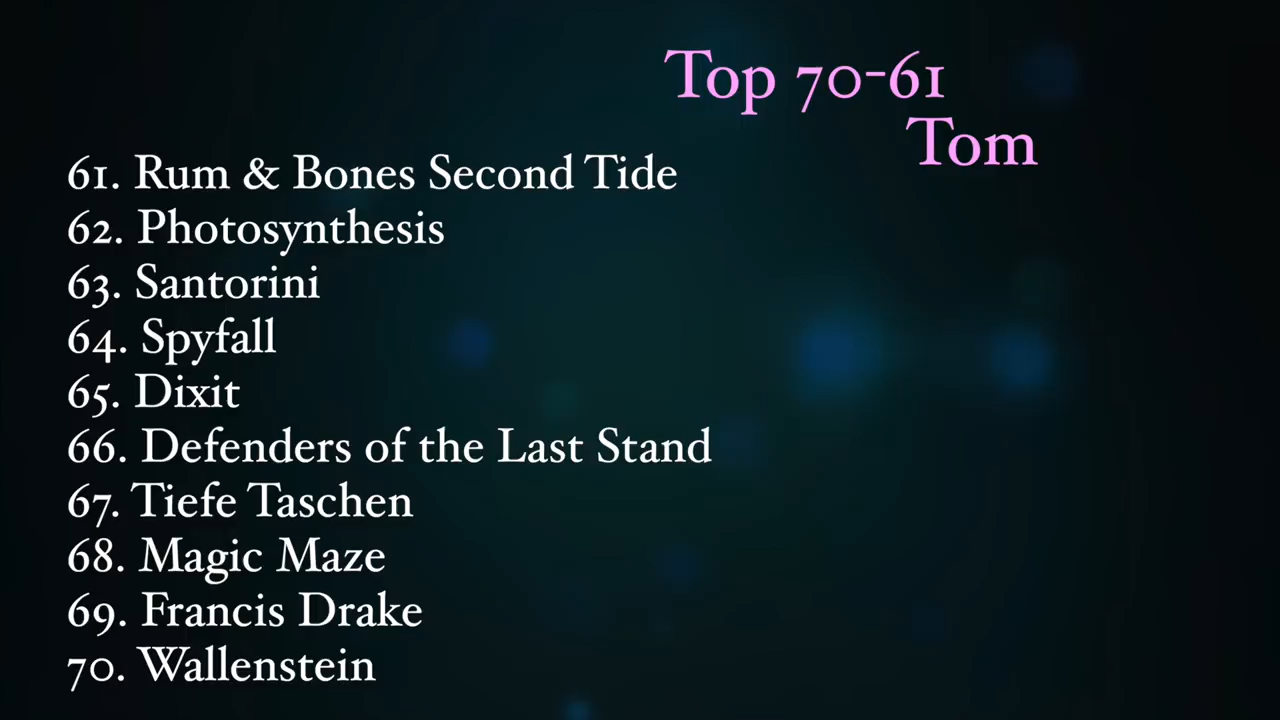 Top 70-61
Tom
61. Rum & Bones Second Tide
62. Photosynthesis
63. Santorini
64. Spyfall
65. Dixit
66. Defenders of the Last Stand
67. Tiefe Taschen
68. Magic Maze
69. Francis Drake
70. Wallenstein